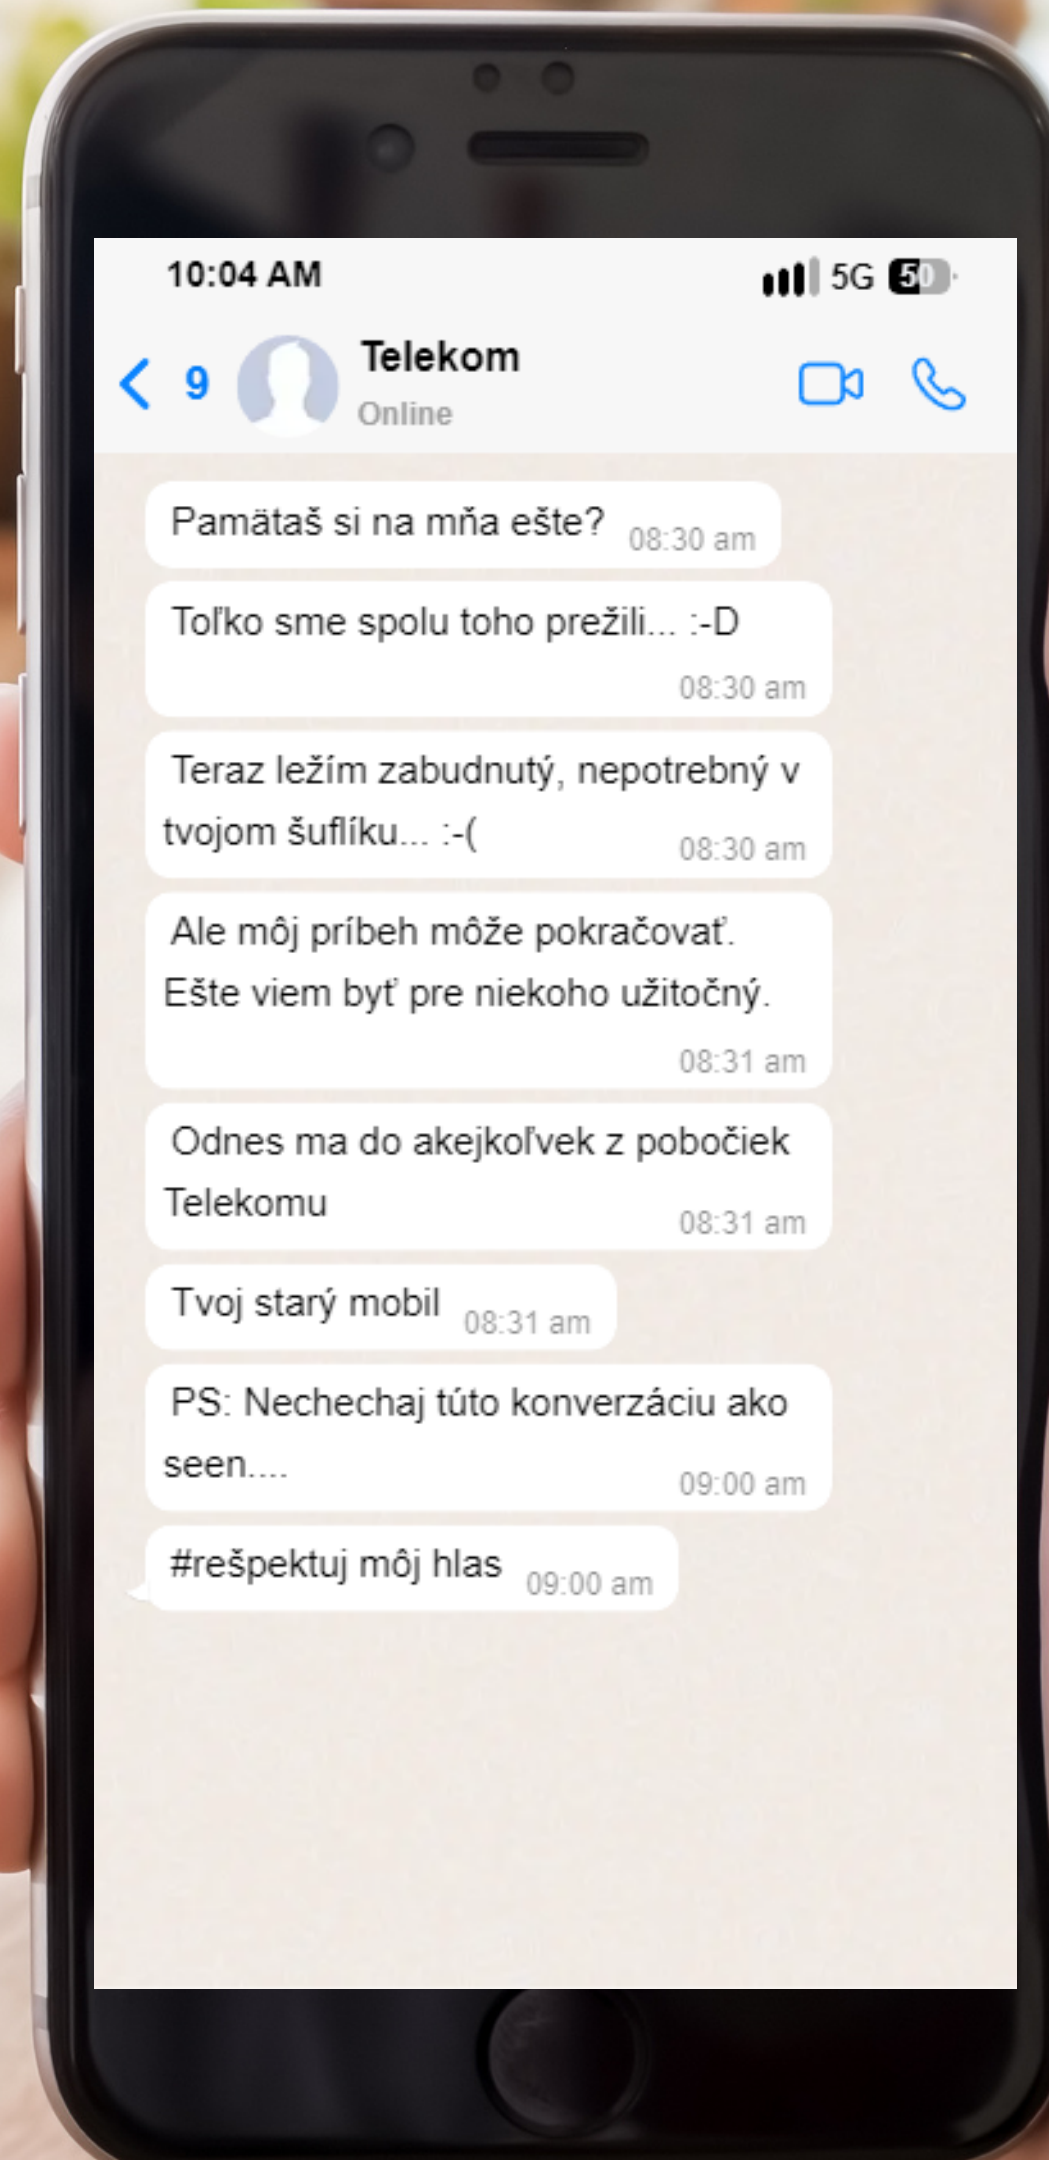 10:04 AM 5G 50
9 Telekom
Online
Pamätáš si na mňa ešte? 08:30 am
Toľko sme spolu toho prežili... :-D
08:30 am
Teraz ležím zabudnutý, nepotrebný v
tvojom šuflíku... :-( 08:30 am
Ale môj príbeh môže pokračovať.
Ešte viem byť pre niekoho užitočný.
08:31 am
Odnes ma do akejkoľvek z pobočiek
Telekomu 08:31 am
Tvoj starý mobil 08:31 am
PS: Nechechaj túto konverzáciu ako
seen.... 09:00 am
#rešpektuj môj hlas 09:00 am